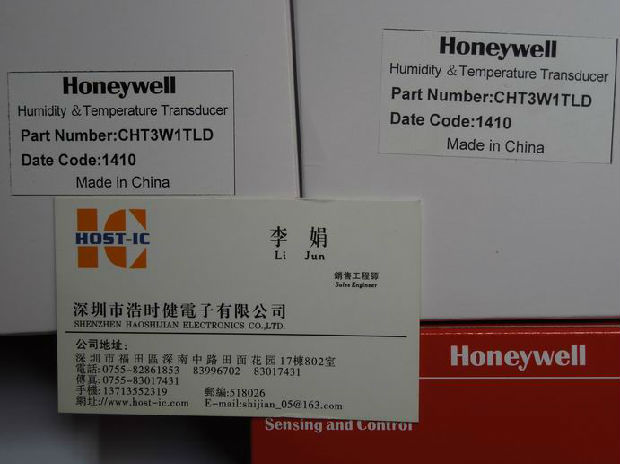 Honeywell
Humidity & Temperature Transducer
Part Number:CHT3W1TLD
Date Code:1410
Made in China
Honeywell
Humidity & Temperature Transducer
Part Number:CHT3W1TLD
Date Code:1410
Made in China
HOST-IC
李 娟
Li Jun
銷售工程師
Sales Engineer
深圳市浩时健電子有限公司
SHENZHEN HAOSHIJIAN ELECTRONICS CO.,LTD.
公司地址:
深圳市福田區深南中路田面花园17棟802室
電話:0755-82861853 83996702 83017431
傳真:0755-83017431
手機:13713552319 郵編:518026
網址://www.host-ic.com E-mail:shijian_05@163.com
Honeywell
Sensing and Control